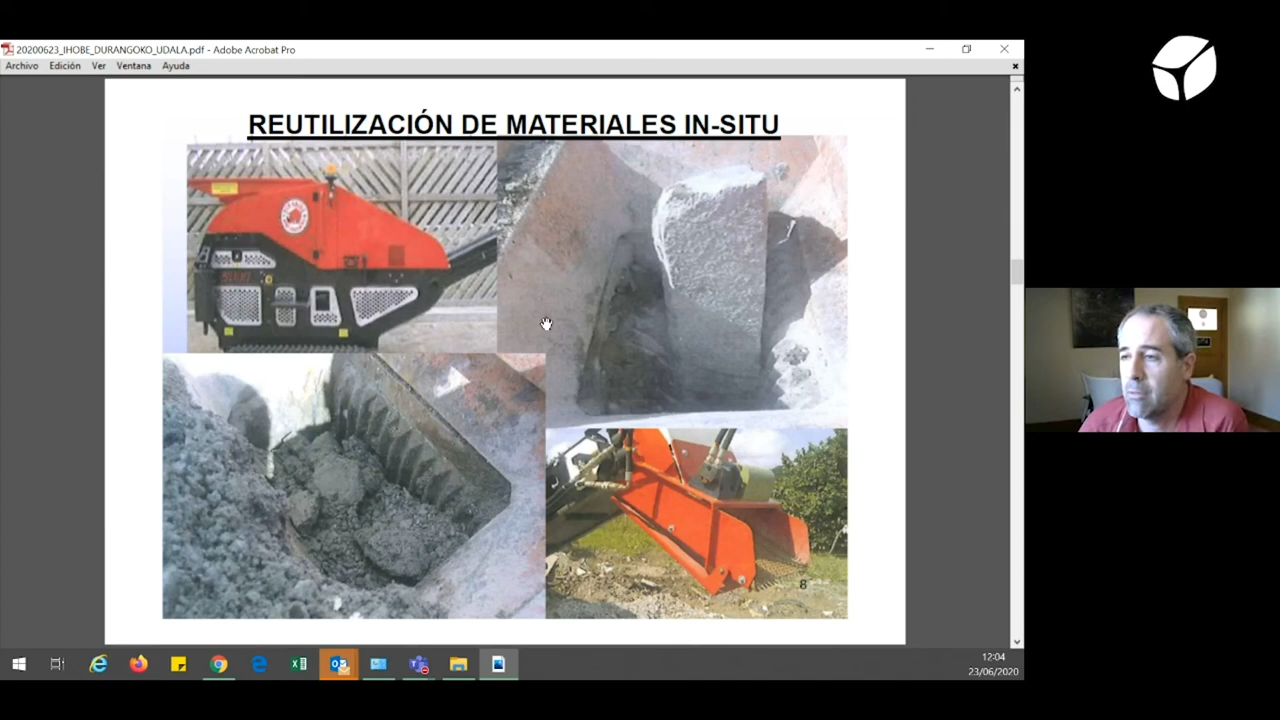 20200623_IHOBE_DURANGOKO_UDALA.pdf - Adobe Acrobat Pro
Archivo Edición Ver Ventana Ayuda
REUTILIZACIÓN DE MATERIALES IN-SITU
8
12:04
23/06/2020